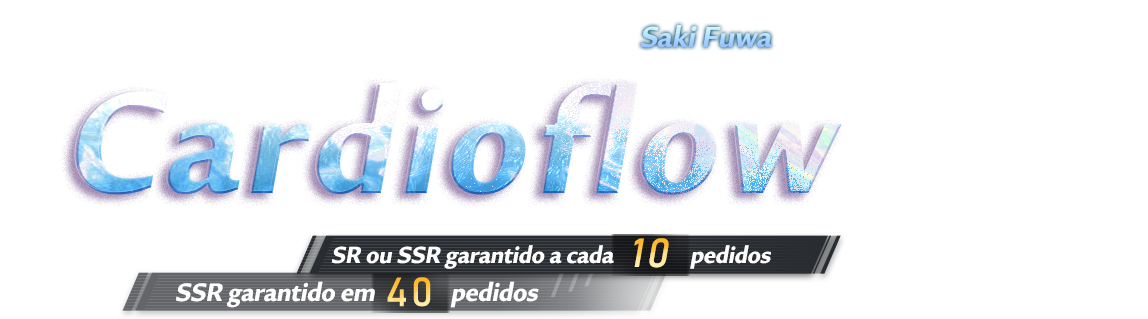 Saki Fuwa
Cardioflow
SR ou SSR garantido a cada 10 pedidos
SSR garantido em 40 pedidos